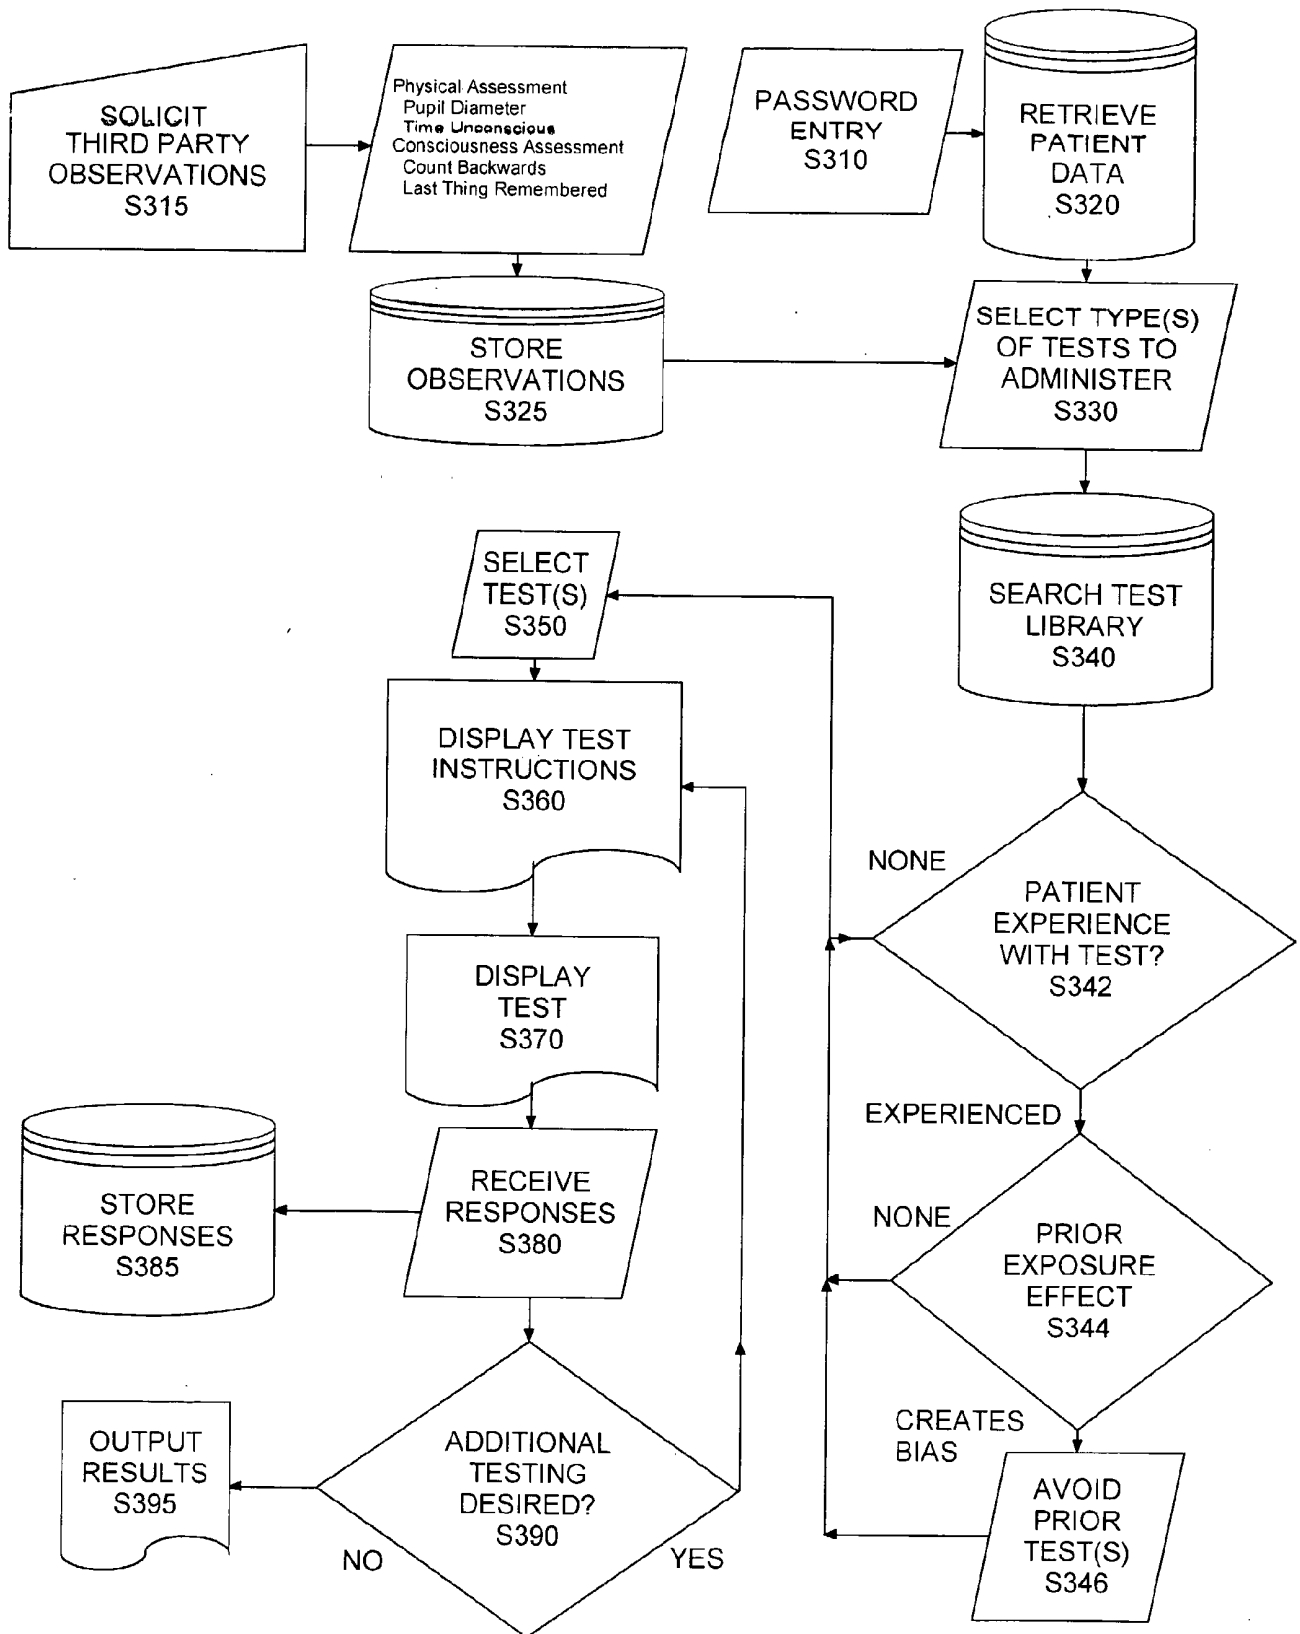 SOLICIT
THIRD PARTY
OBSERVATIONS
S315
Physical Assessment
Pupil Diameter
Time Unconscious
Consciousness Assessment
Count Backwards
Last Thing Remembered
PASSWORD
ENTRY
S310
RETRIEVE
PATIENT
DATA
S320
STORE
OBSERVATIONS
S325
SELECT TYPE(S)
OF TESTS TO
ADMINISTER
S330
SEARCH TEST
LIBRARY
S340
SELECT
TEST(S)
S350
DISPLAY TEST
INSTRUCTIONS
S360
NONE
PATIENT
EXPERIENCE
WITH TEST?
S342
DISPLAY
TEST
S370
EXPERIENCED
STORE
RESPONSES
S385
RECEIVE
RESPONSES
S380
NONE
PRIOR
EXPOSURE
EFFECT
S344
CREATES
BIAS
OUTPUT
RESULTS
S395
ADDITIONAL
TESTING
DESIRED?
S390
NO
YES
AVOID
PRIOR
TEST(S)
S346